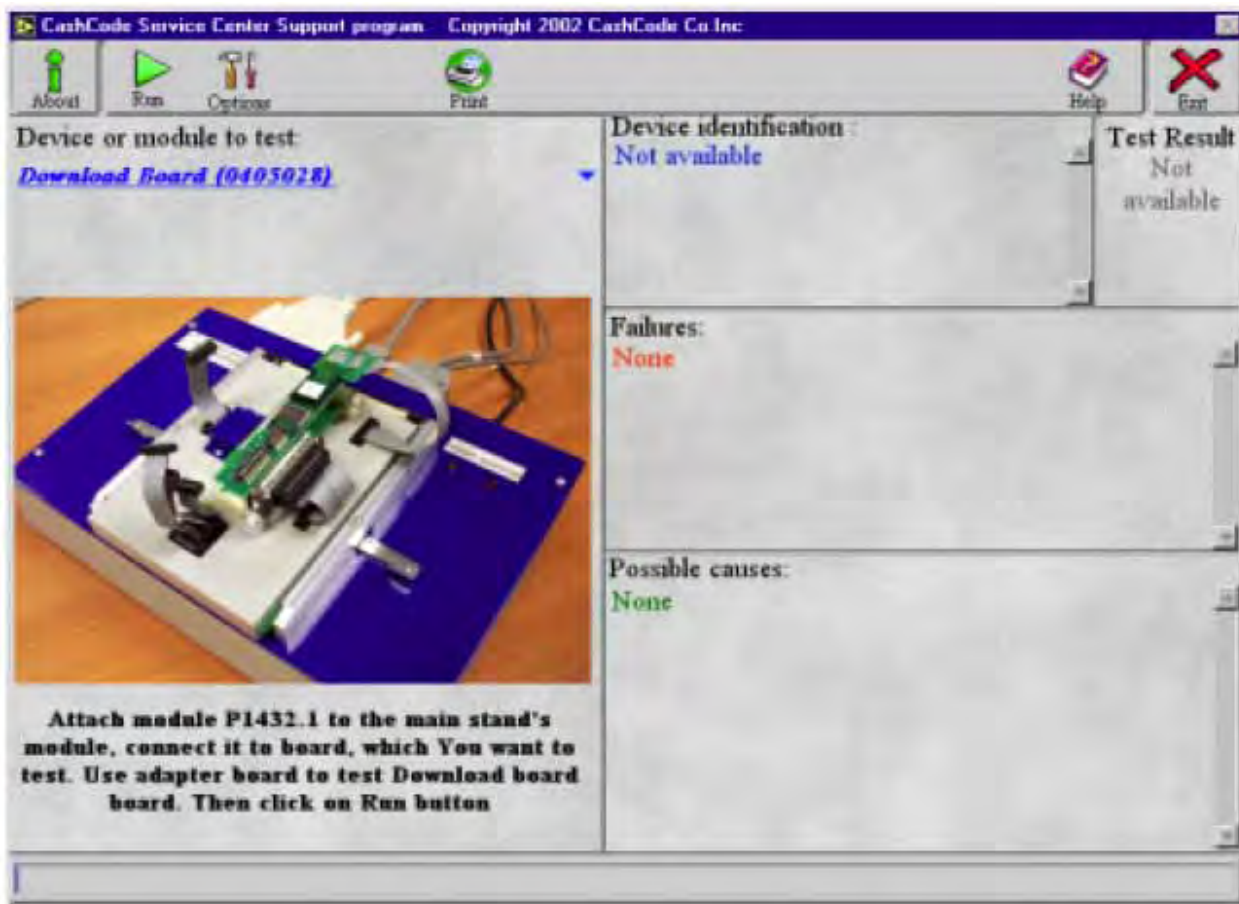 CashCode Service Center Support program   Copyright 2002 CashCode Co Inc
About
Run
Options
Print
Help
Exit
Device or module to test:
Download Board (0405028)
Device identification :
Not available
Test Result
Not
available
Failures:
None
Possible causes:
None
Attach module P1432.1 to the main stand's
module, connect it to board, which You want to
test. Use adapter board to test Download board
board. Then click on Run button